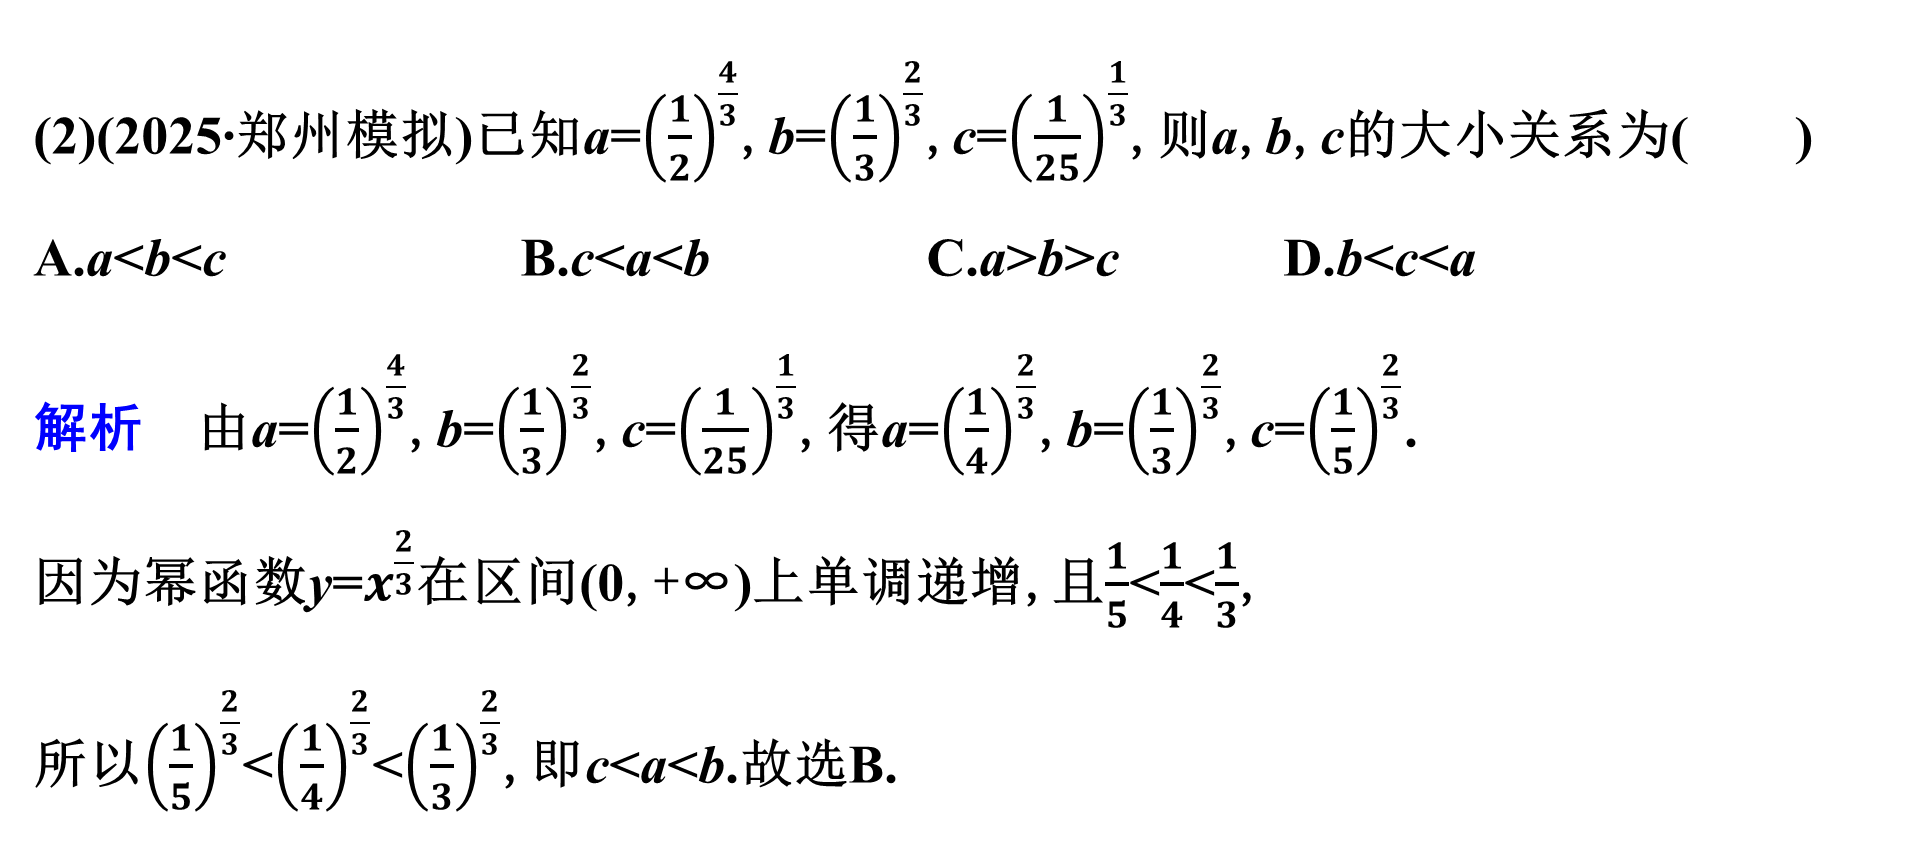 (2)(2025·郑州模拟)已知a=(1/2)^(4/3), b=(1/3)^(2/3), c=(1/25)^(1/3), 则a, b, c的大小关系为(  )
A.a<b<c B.c<a<b C.a>b>c D.b<c<a
解析 由a=(1/2)^(4/3), b=(1/3)^(2/3), c=(1/25)^(1/3), 得a=(1/4)^(2/3), b=(1/3)^(2/3), c=(1/5)^(2/3).
因为幂函数y=x^(2/3)在区间(0, +∞)上单调递增, 且1/5<1/4<1/3,
所以(1/5)^(2/3)<(1/4)^(2/3)<(1/3)^(2/3), 即c<a<b.故选B.